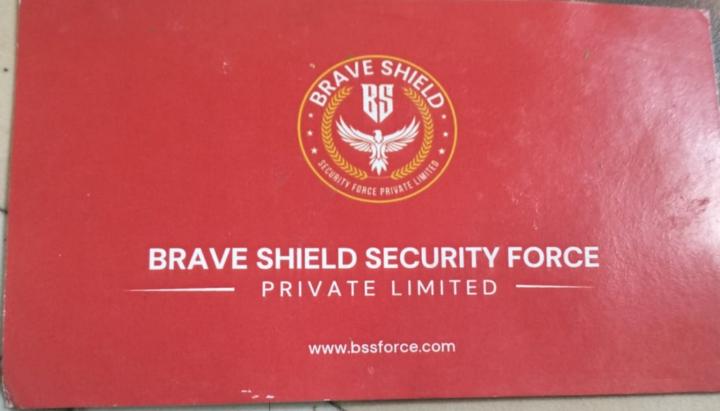 BRAVE SHIELD
BS
SECURITY FORCE PRIVATE LIMITED
BRAVE SHIELD SECURITY FORCE
PRIVATE LIMITED
www.bssforce.com